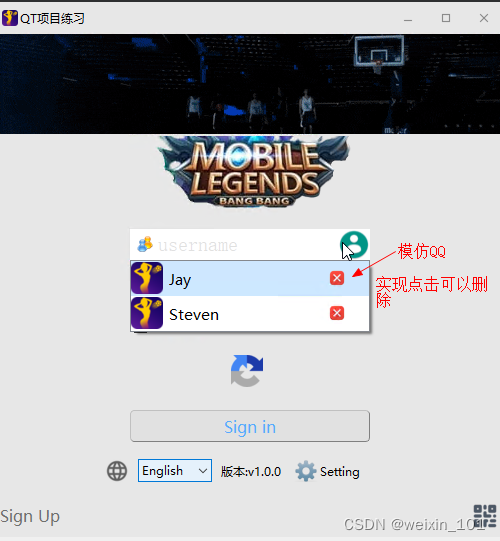 QT项目练习
MOBILE
LEGENDS
BANG BANG
username
模仿QQ
Jay
实现点击可以删
除
Steven
Sign in
English
版本:v1.0.0
Setting
Sign Up
CSDN @weixin_101